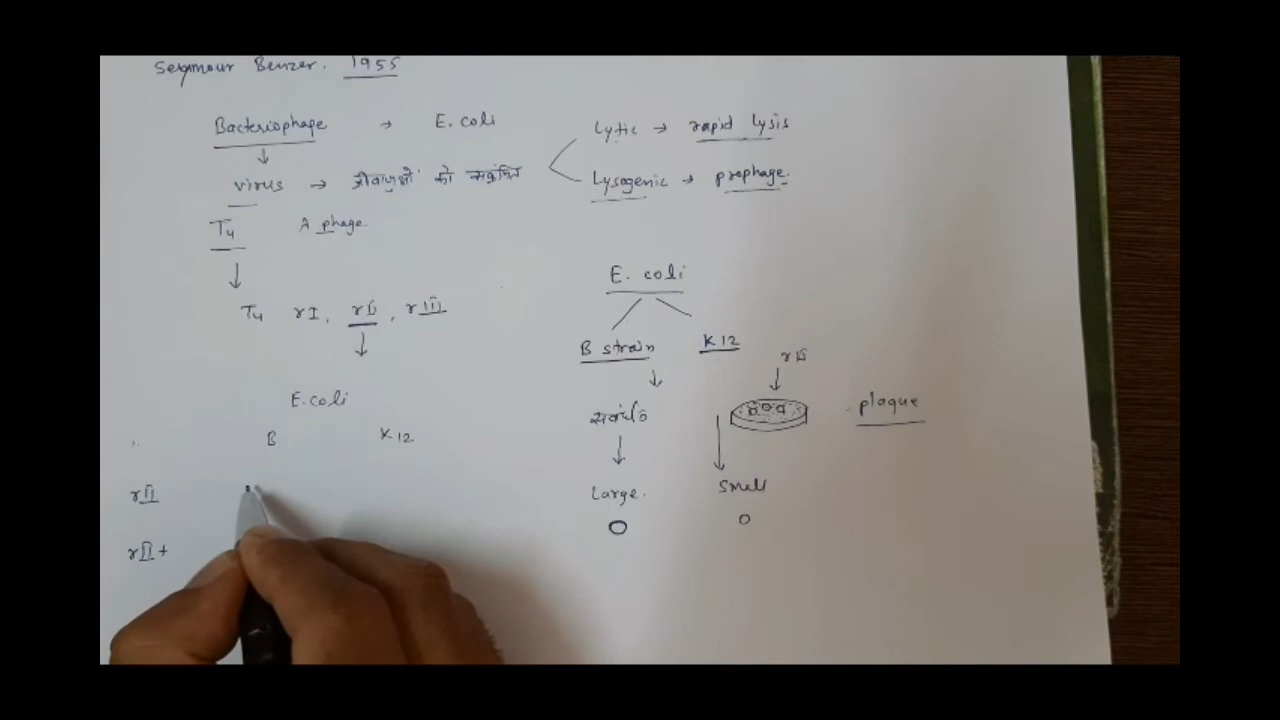 Seymour Benzer. 1955
Bacteriophage → E. coli
Lytic → rapid lysis
virus → जीवाणुओं को संक्रमित
Lysogenic → prophage.
T4 λ phage
E. coli
T4 rI, rII, rIII
B strain K12
rII
E.coli
plaque
B K12
Large. Small
rII
rII+